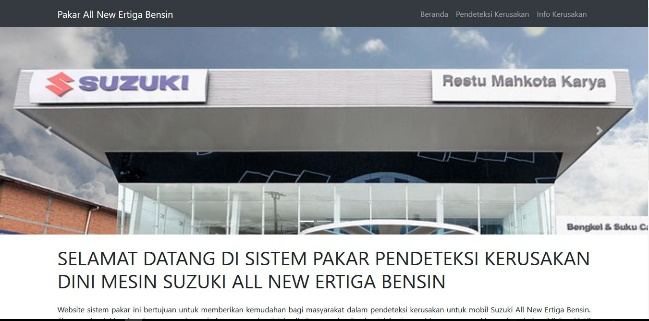 Pakar All New Ertiga Bensin
Beranda Pendeteksi Kerusakan Info Kerusakan
SUZUKI
Restu Mahkota Karya
Bengkel & Suku
SELAMAT DATANG DI SISTEM PAKAR PENDETEKSI KERUSAKAN
DINI MESIN SUZUKI ALL NEW ERTIGA BENSIN
Website sistem pakar ini bertujuan untuk memberikan kemudahan bagi masyarakat dalam pendeteksi kerusakan untuk mobil Suzuki All New Ertiga Bensin.